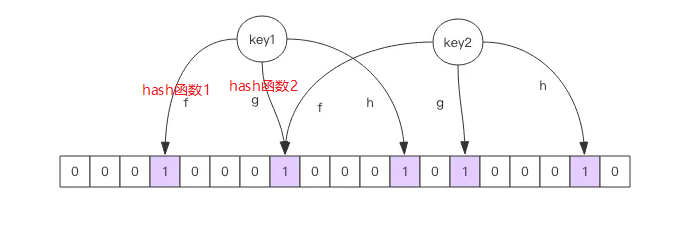 key1
key2
hash函数1
hash函数2
f
g
f
h
g
h
0 0 0 1 0 0 0 1 0 0 0 1 0 1 0 0 0 1 0